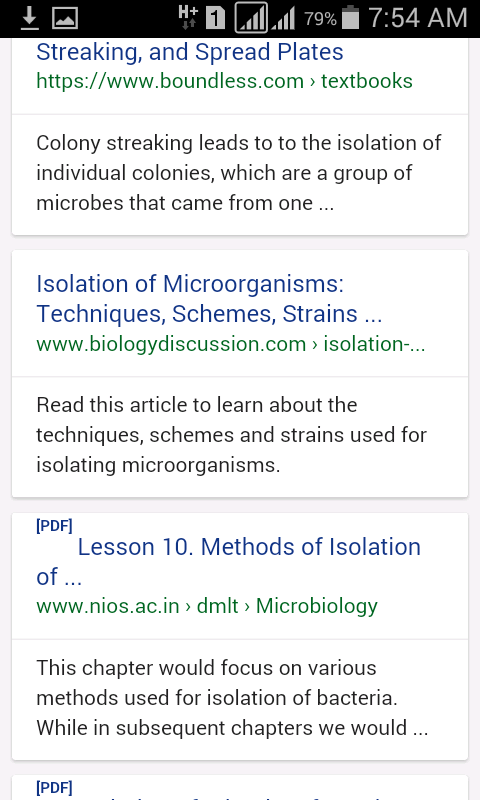 H+ 1 79% 7:54 AM
Streaking, and Spread Plates
https://www.boundless.com › textbooks
Colony streaking leads to to the isolation of
individual colonies, which are a group of
microbes that came from one ...
Isolation of Microorganisms:
Techniques, Schemes, Strains ...
www.biologydiscussion.com › isolation-...
Read this article to learn about the
techniques, schemes and strains used for
isolating microorganisms.
[PDF]
Lesson 10. Methods of Isolation
of ...
www.nios.ac.in › dmlt › Microbiology
This chapter would focus on various
methods used for isolation of bacteria.
While in subsequent chapters we would ...
[PDF]